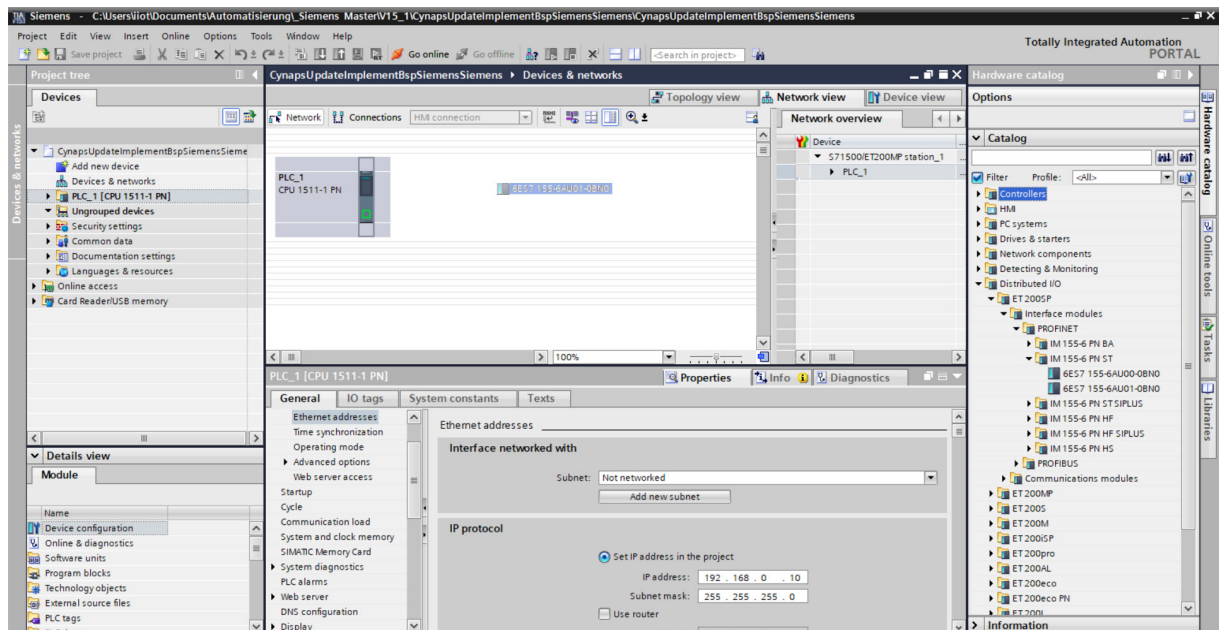 Siemens - C:\Users\iiot\Documents\Automatisierung\_Siemens Master\V15_1\CynapsUpdateImplementBspSiemensSiemens\CynapsUpdateImplementBspSiemensSiemens
Project Edit View Insert Online Options Tools Window Help
Totally Integrated Automation
PORTAL
Save project Go online Go offline <Search in project>
Project tree
CynapsUpdateImplementBspSiemensSiemens Devices & networks
Hardware catalog
Devices
Topology view Network view Device view
Options
Network Connections HMI connection
Network overview
Devices & networks
CynapsUpdateImplementBspSiemensSieme
Add new device
Devices & networks
PLC_1 [CPU 1511-1 PN]
Ungrouped devices
Security settings
Common data
Documentation settings
Languages & resources
Online access
Card Reader/USB memory
PLC_1
CPU 1511-1 PN
6ES7 155-6AU01-0BN0
100%
Device
S71500/ET200MP station_1
PLC_1
Catalog
Filter Profile: <All>
Controllers
HMI
PC systems
Drives & starters
Network components
Detecting & Monitoring
Distributed I/O
ET 200SP
Interface modules
PROFINET
IM 155-6 PN BA
IM 155-6 PN ST
6ES7 155-6AU00-0BN0
6ES7 155-6AU01-0BN0
IM 155-6 PN ST SIPLUS
IM 155-6 PN HF
IM 155-6 PN HF SIPLUS
IM 155-6 PN HS
PROFIBUS
Communications modules
ET 200MP
ET 200S
ET 200M
ET 200iSP
ET 200pro
ET 200AL
ET 200eco
ET 200eco PN
ET 200L
Information
Hardware catalog
Online tools
Tasks
Libraries
Details view
Module
Name
Device configuration
Online & diagnostics
Software units
Program blocks
Technology objects
External source files
PLC tags
PLC_1 [CPU 1511-1 PN]
Properties Info Diagnostics
General IO tags System constants Texts
Ethernet addresses
Time synchronization
Operating mode
Advanced options
Web server access
Startup
Cycle
Communication load
System and clock memory
SIMATIC Memory Card
System diagnostics
PLC alarms
Web server
DNS configuration
Display
Ethernet addresses
Interface networked with
Subnet: Not networked
Add new subnet
IP protocol
Set IP address in the project
IP address: 192 . 168 . 0 . 10
Subnet mask: 255 . 255 . 255 . 0
Use router